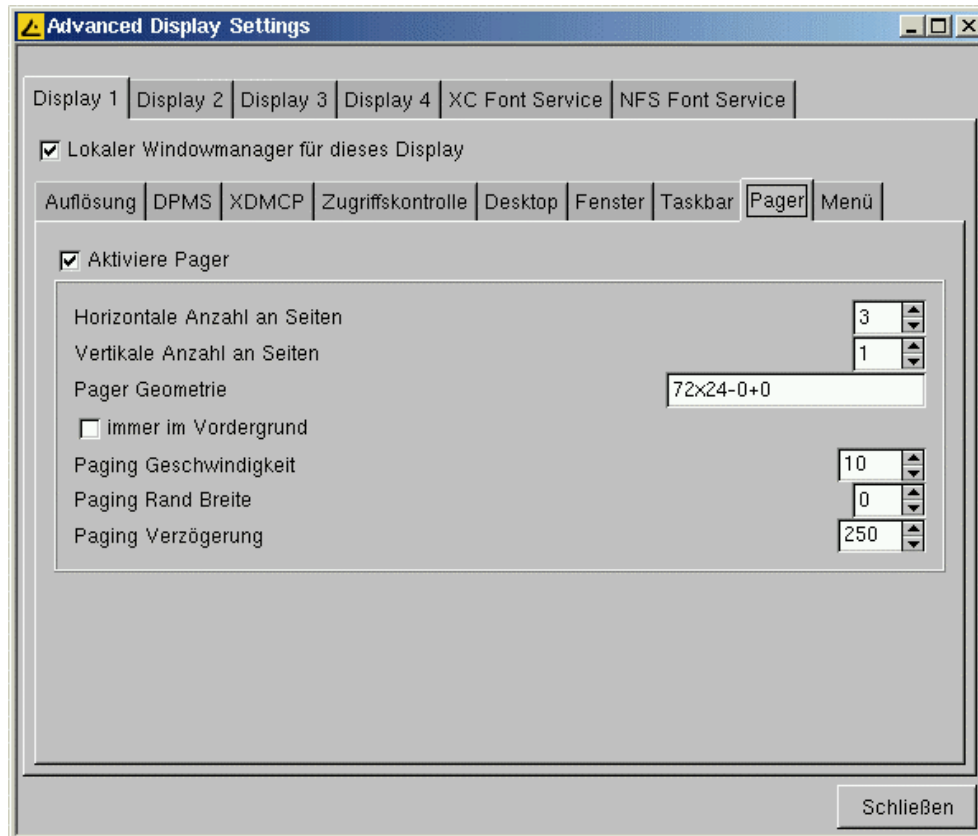 Advanced Display Settings
Display 1 Display 2 Display 3 Display 4 XC Font Service NFS Font Service
Lokaler Windowmanager für dieses Display
Auflösung DPMS XDMCP Zugriffskontrolle Desktop Fenster Taskbar Pager Menü
Aktiviere Pager
Horizontale Anzahl an Seiten 3
Vertikale Anzahl an Seiten 1
Pager Geometrie 72x24-0+0
immer im Vordergrund
Paging Geschwindigkeit 10
Paging Rand Breite 0
Paging Verzögerung 250
Schließen